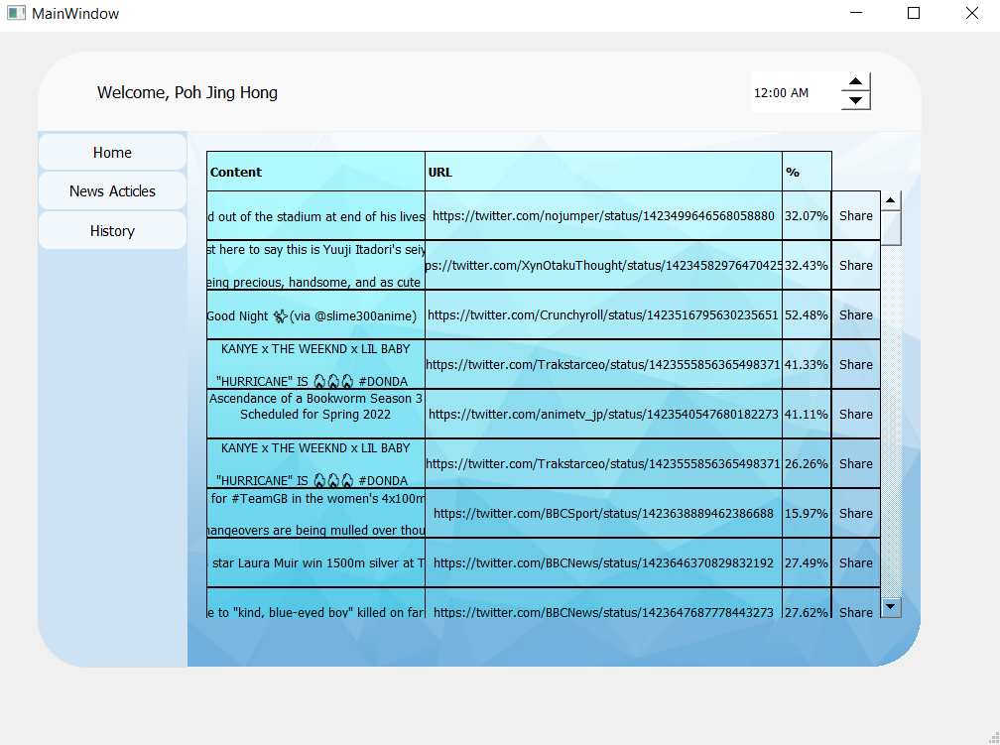 MainWindow
Welcome, Poh Jing Hong
12:00 AM
Home
News Acticles
History
Content URL %
d out of the stadium at end of his lives https://twitter.com/nojumper/status/1423499646568058880 32.07% Share
st here to say this is Yuuji Itadori's seiy
eing precious, handsome, and as cute ps://twitter.com/XynOtakuThought/status/14234582976470425 32.43% Share
Good Night (via @slime300anime) https://twitter.com/Crunchyroll/status/1423516795630235651 52.48% Share
KANYE x THE WEEKND x LIL BABY
"HURRICANE" IS #DONDA https://twitter.com/Trakstarceo/status/1423555856365498371 41.33% Share
Ascendance of a Bookworm Season 3
Scheduled for Spring 2022 https://twitter.com/animetv_jp/status/1423540547680182273 41.11% Share
KANYE x THE WEEKND x LIL BABY
"HURRICANE" IS #DONDA https://twitter.com/Trakstarceo/status/1423555856365498371 26.26% Share
for #TeamGB in the women's 4x100m
hangeovers are being mulled over thou https://twitter.com/BBCSport/status/1423638889462386688 15.97% Share
star Laura Muir win 1500m silver at T https://twitter.com/BBCNews/status/1423646370829832192 27.49% Share
e to "kind, blue-eyed boy" killed on far https://twitter.com/BBCNews/status/1423647687778443273 27.62% Share